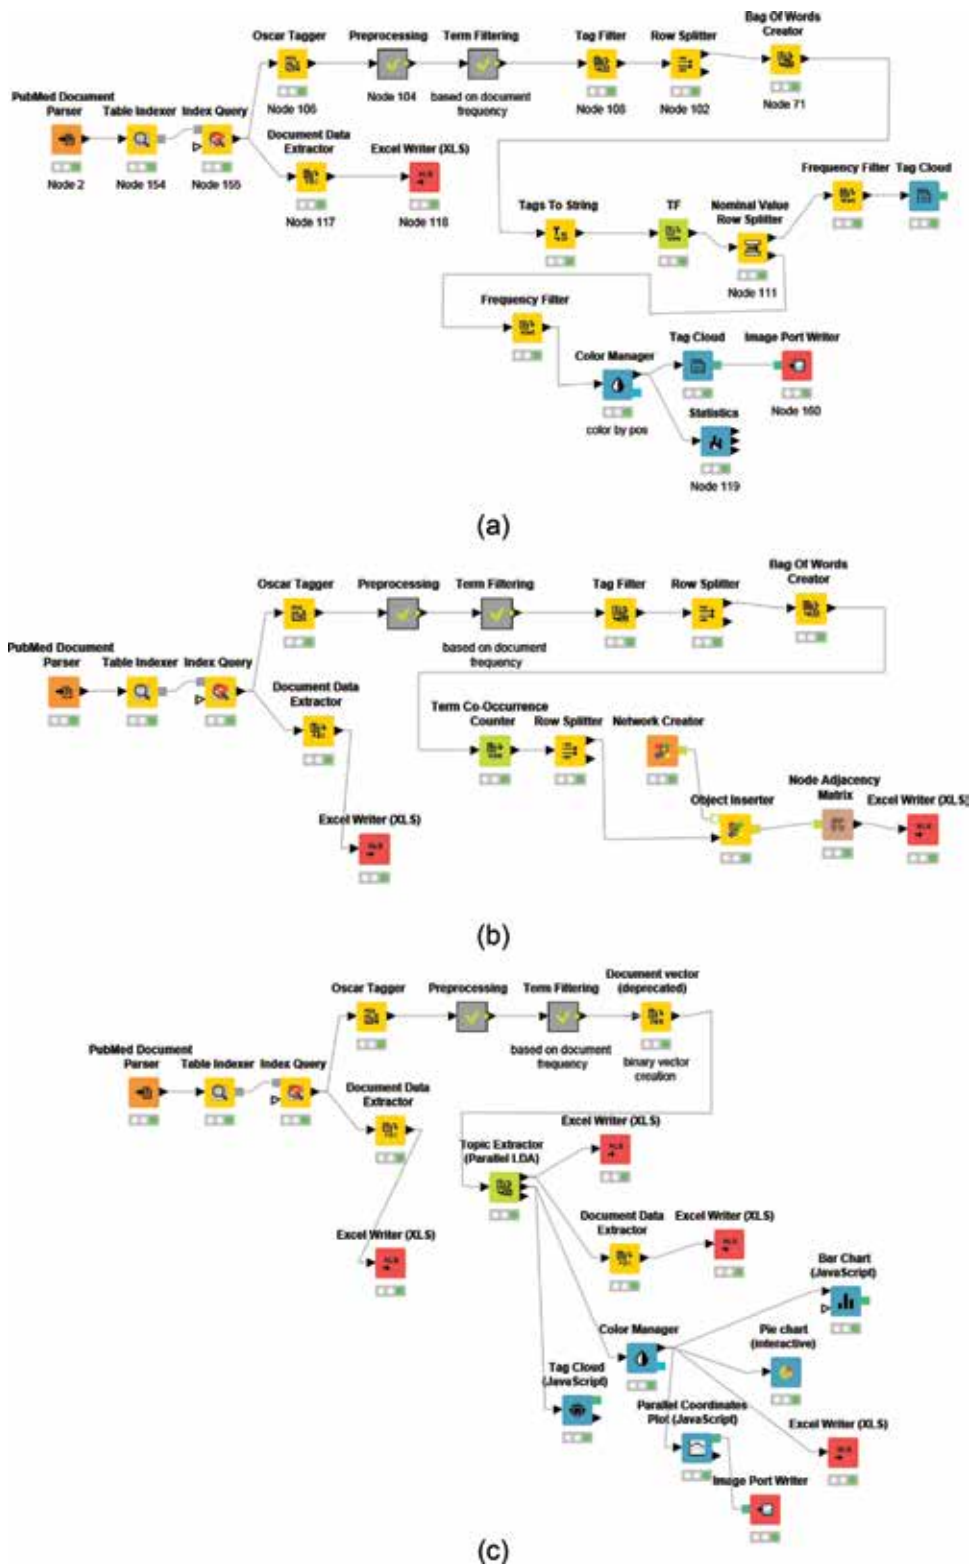 Bag Of Words
Creator
Oscar Tagger
Preprocessing
Term Filtering
Tag Filter
Row Splitter
PubMed Document
Parser
Table Indexer
Index Query
Node 106
Node 104
based on document
frequency
Node 108
Node 102
Node 71
Document Data
Extractor
Excel Writer (XLS)
Node 2
Node 154
Node 155
Node 117
Node 118
Frequency Filter
Tag Cloud
Tags To String
TF
Nominal Value
Row Splitter
Node 111
Frequency Filter
Color Manager
Tag Cloud
Image Port Writer
color by pos
Node 160
Statistics
Node 119
(a)
Bag Of Words
Creator
Oscar Tagger
Preprocessing
Term Filtering
Tag Filter
Row Splitter
based on document
frequency
PubMed Document
Parser
Table Indexer
Index Query
Document Data
Extractor
Term Co-Occurrence
Counter
Row Splitter
Network Creator
Object Inserter
Node Adjacency
Matrix
Excel Writer (XLS)
Excel Writer (XLS)
(b)
Oscar Tagger
Preprocessing
Term Filtering
Document vector
(deprecated)
based on document
frequency
binary vector
creation
PubMed Document
Parser
Table Indexer
Index Query
Document Data
Extractor
Excel Writer (XLS)
Topic Extractor
(Parallel LDA)
Excel Writer (XLS)
Document Data
Extractor
Excel Writer (XLS)
Bar Chart
(JavaScript)
Color Manager
Pie chart
(interactive)
Tag Cloud
(JavaScript)
Parallel Coordinates
Plot (JavaScript)
Excel Writer (XLS)
Image Port Writer
(c)